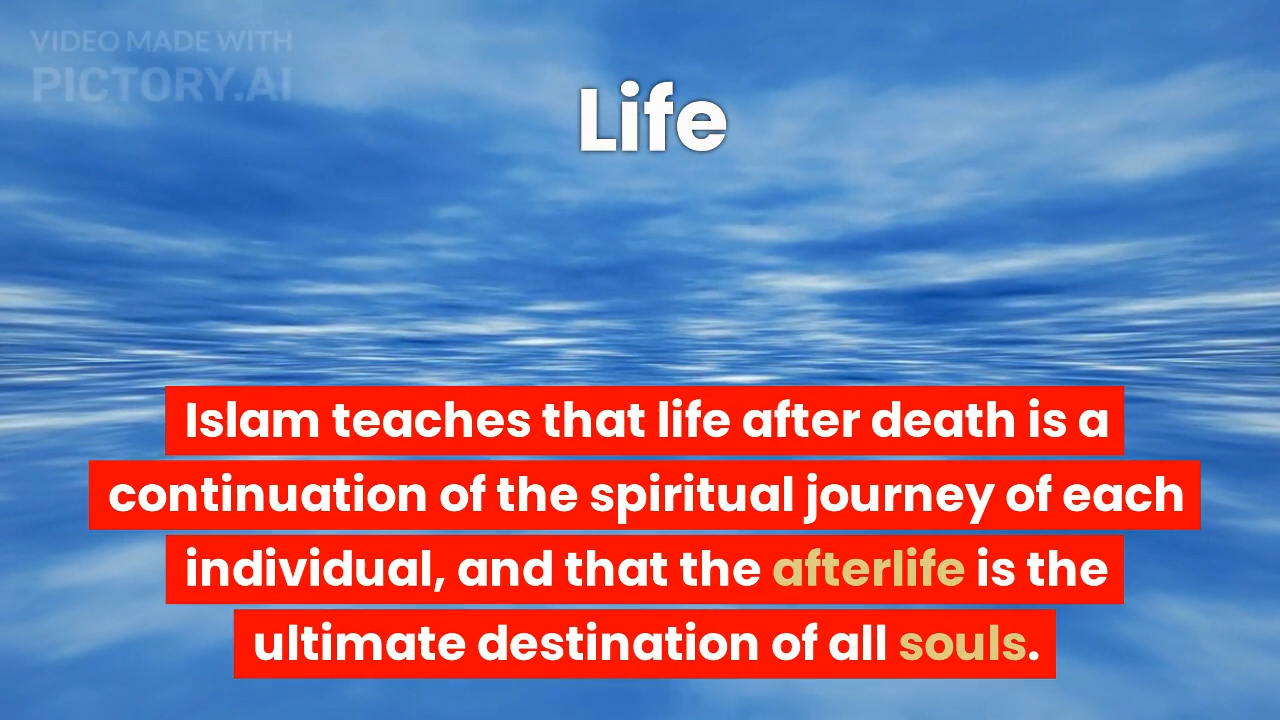 VIDEO MADE WITH
PICTORY.AI
Life
Islam teaches that life after death is a
continuation of the spiritual journey of each
individual, and that the afterlife is the
ultimate destination of all souls.